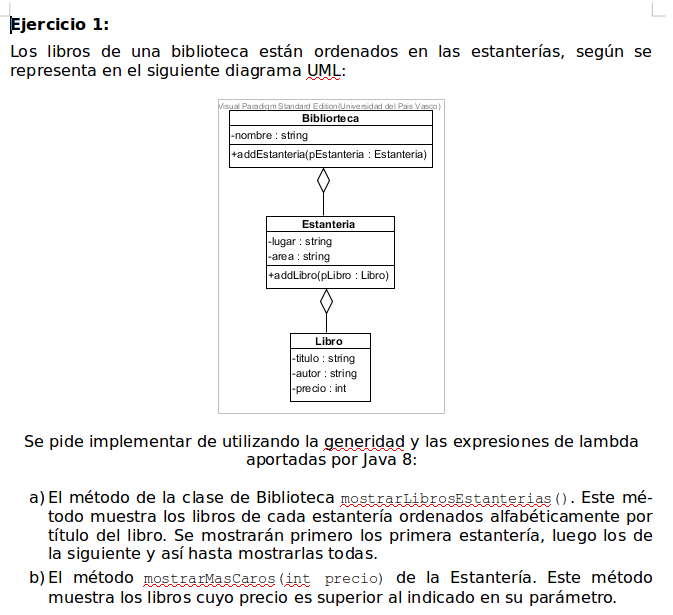 Ejercicio 1:
Los libros de una biblioteca están ordenados en las estanterías, según se
representa en el siguiente diagrama UML:
Visual Paradigm Standard Edition(Universidad del Pais Vasco)
Bibliorteca
-nombre : string
+addEstanteria(pEstanteria : Estanteria)
Estanteria
-lugar : string
-area : string
+addLibro(pLibro : Libro)
Libro
-titulo : string
-autor : string
-precio : int
Se pide implementar de utilizando la generidad y las expresiones de lambda
aportadas por Java 8:
a) El método de la clase de Biblioteca mostrarLibrosEstanterias(). Este mé-
todo muestra los libros de cada estantería ordenados alfabéticamente por
título del libro. Se mostrarán primero los primera estantería, luego los de
la siguiente y así hasta mostrarlas todas.
b) El método mostrarMasCaros(int precio) de la Estantería. Este método
muestra los libros cuyo precio es superior al indicado en su parámetro.